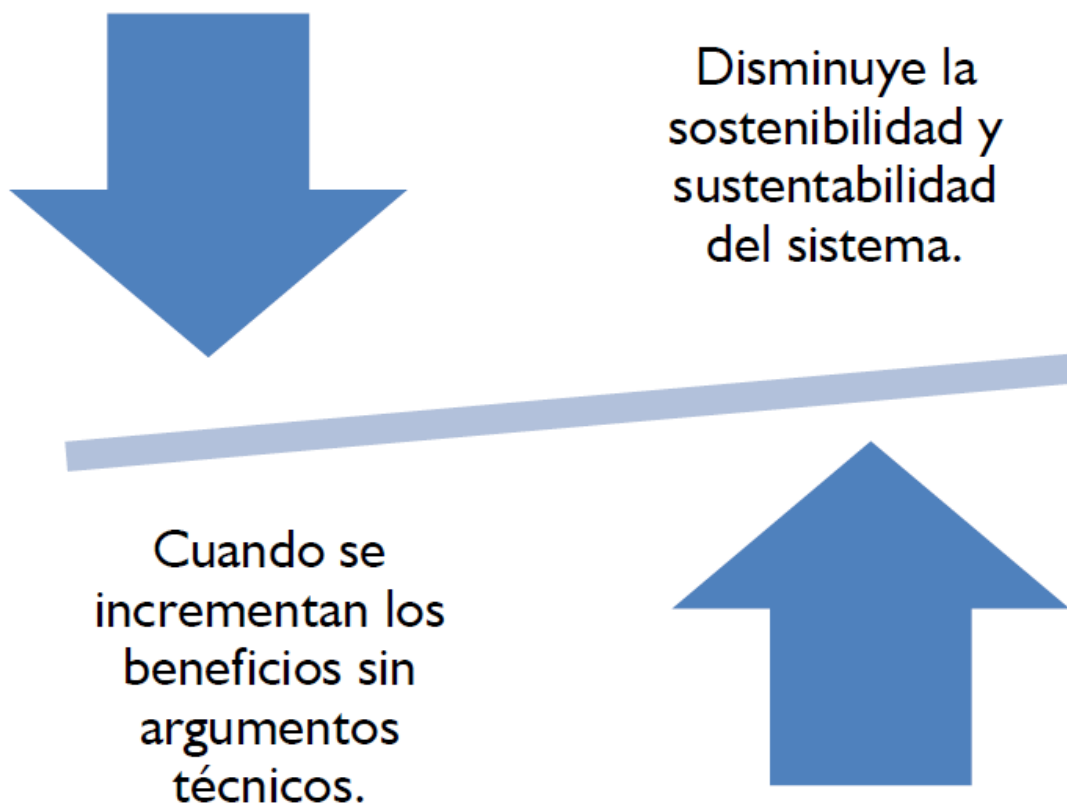 Disminuye la
sostenibilidad y
sustentabilidad
del sistema.
Cuando se
incrementan los
beneficios sin
argumentos
técnicos.